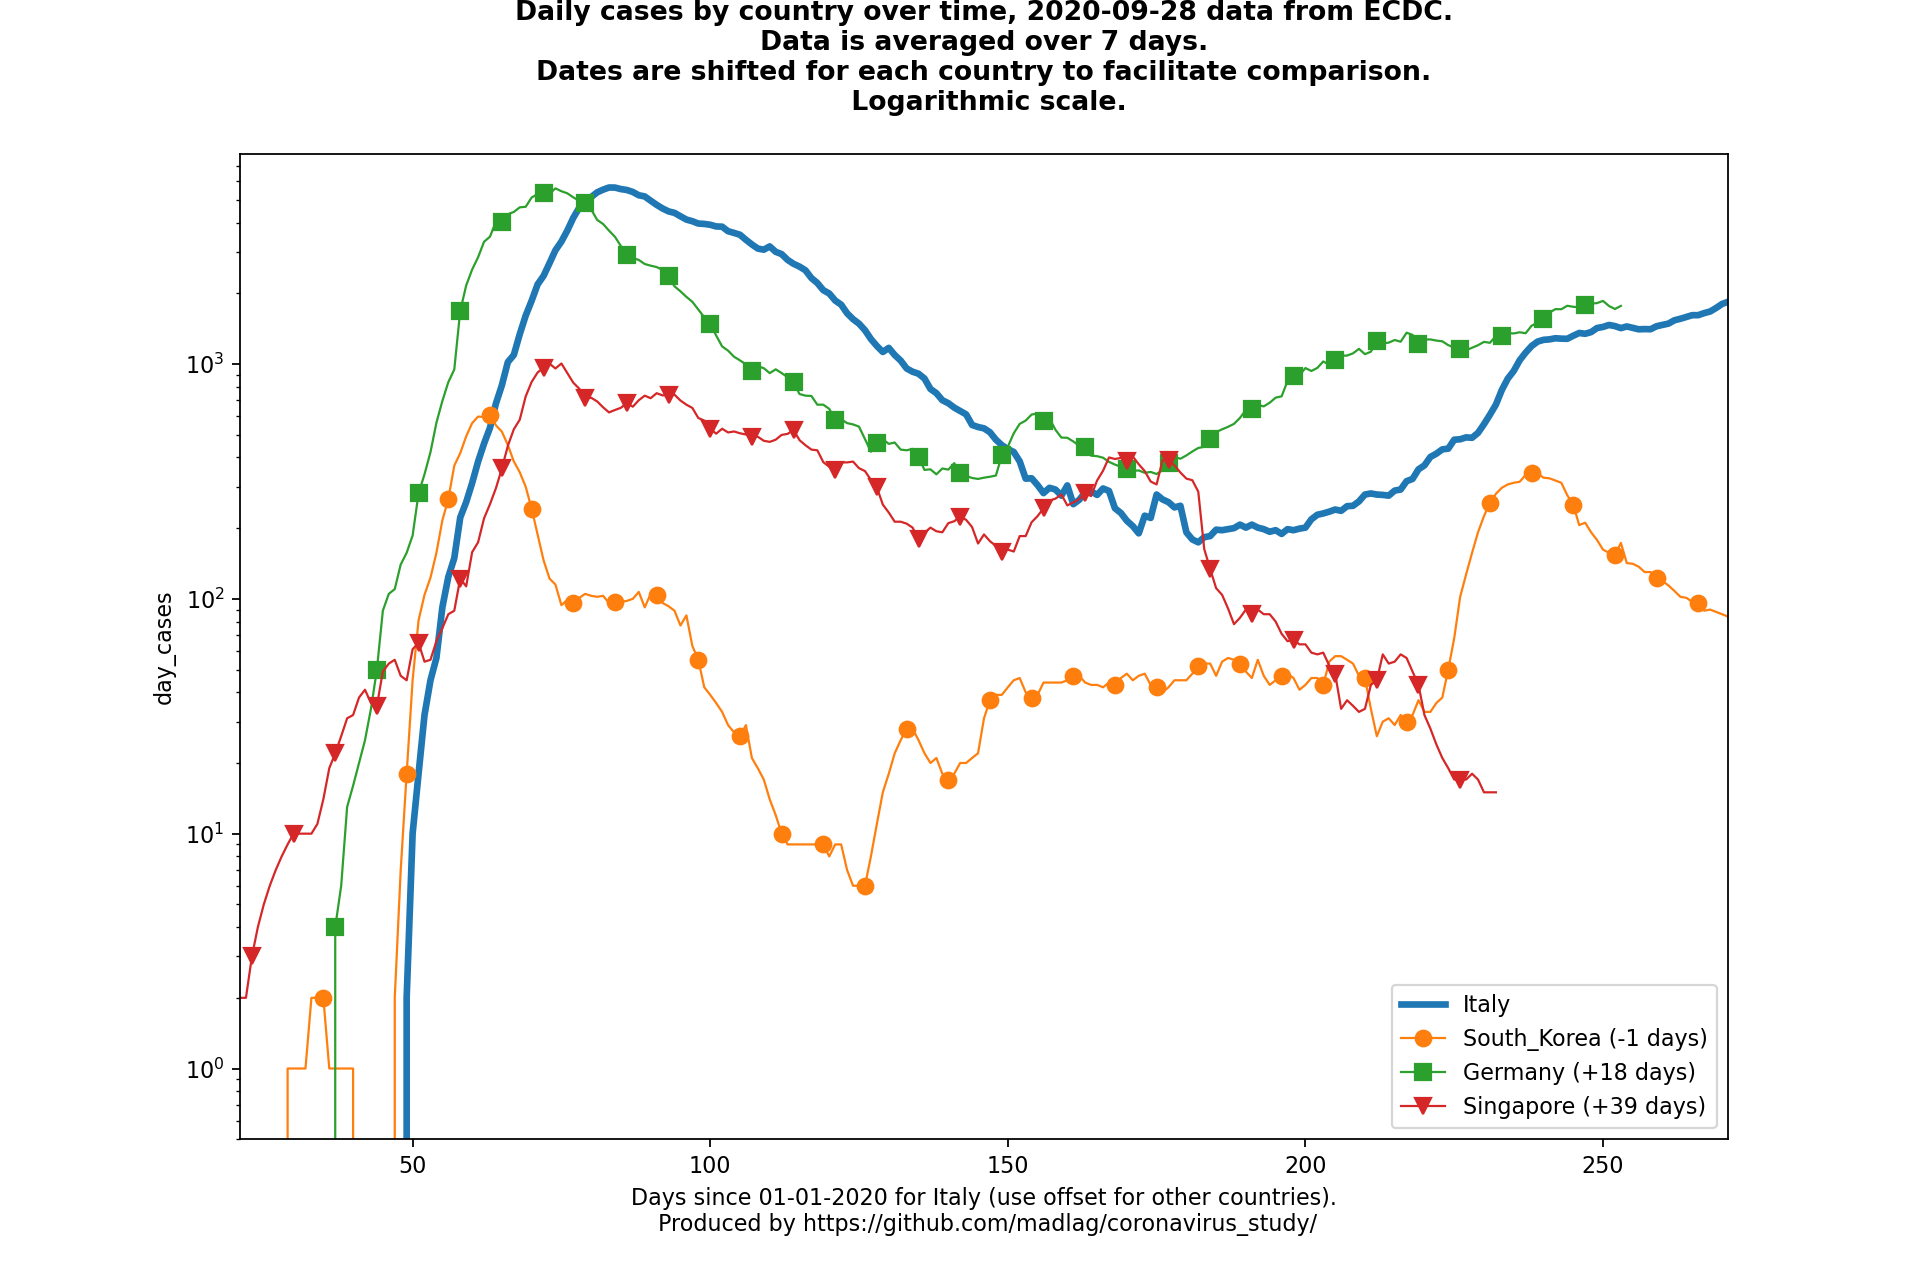 Daily cases by country over time, 2020-09-28 data from ECDC.
Data is averaged over 7 days.
Dates are shifted for each country to facilitate comparison.
Logarithmic scale.
day_cases
10³
10²
10¹
10⁰
50
100
150
200
250
Italy
South_Korea (-1 days)
Germany (+18 days)
Singapore (+39 days)
Days since 01-01-2020 for Italy (use offset for other countries).
Produced by https://github.com/madlag/coronavirus_study/